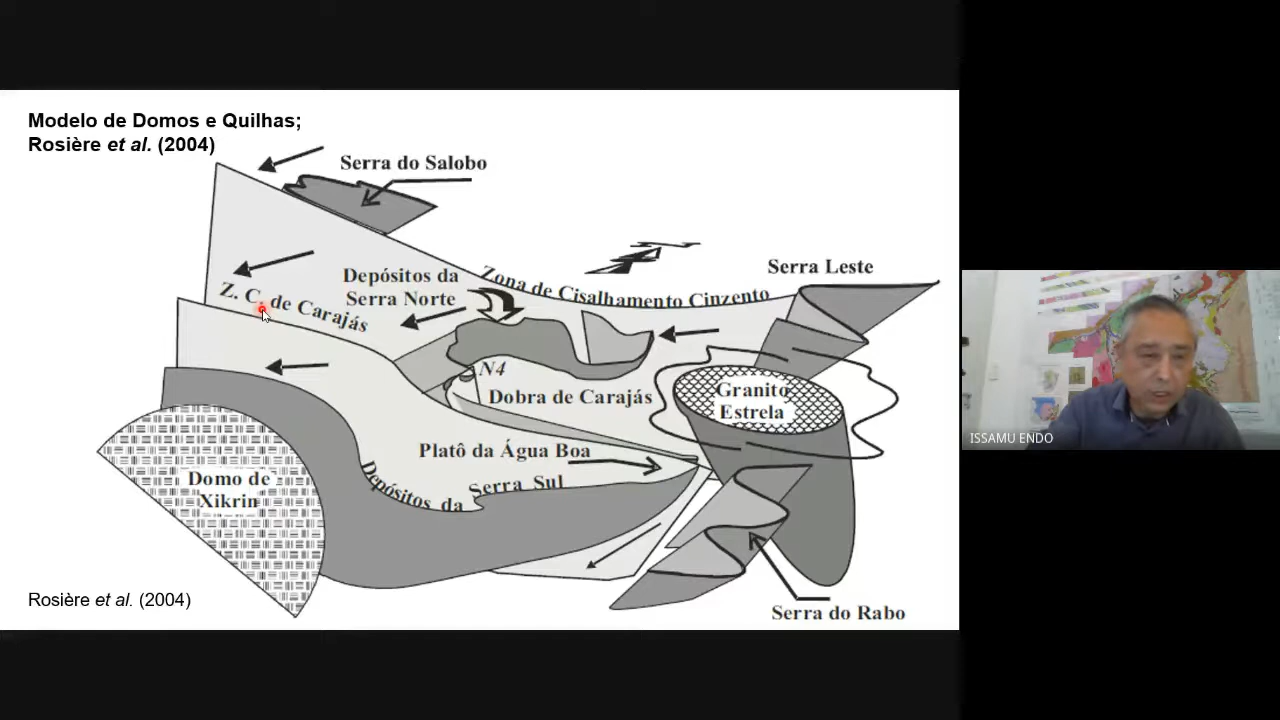 Modelo de Domos e Quilhas;
Rosière et al. (2004)
Serra do Salobo
Serra Leste
Depósitos da
Serra Norte
Zona de Cisalhamento Cinzento
Z. C. de Carajás
N4
Dobra de Carajás
Granito
Estrela
Platô da Água Boa
Domo de
Xikrin
Depósitos da Serra Sul
Rosière et al. (2004)
Serra do Rabo
ISSAMU ENDO